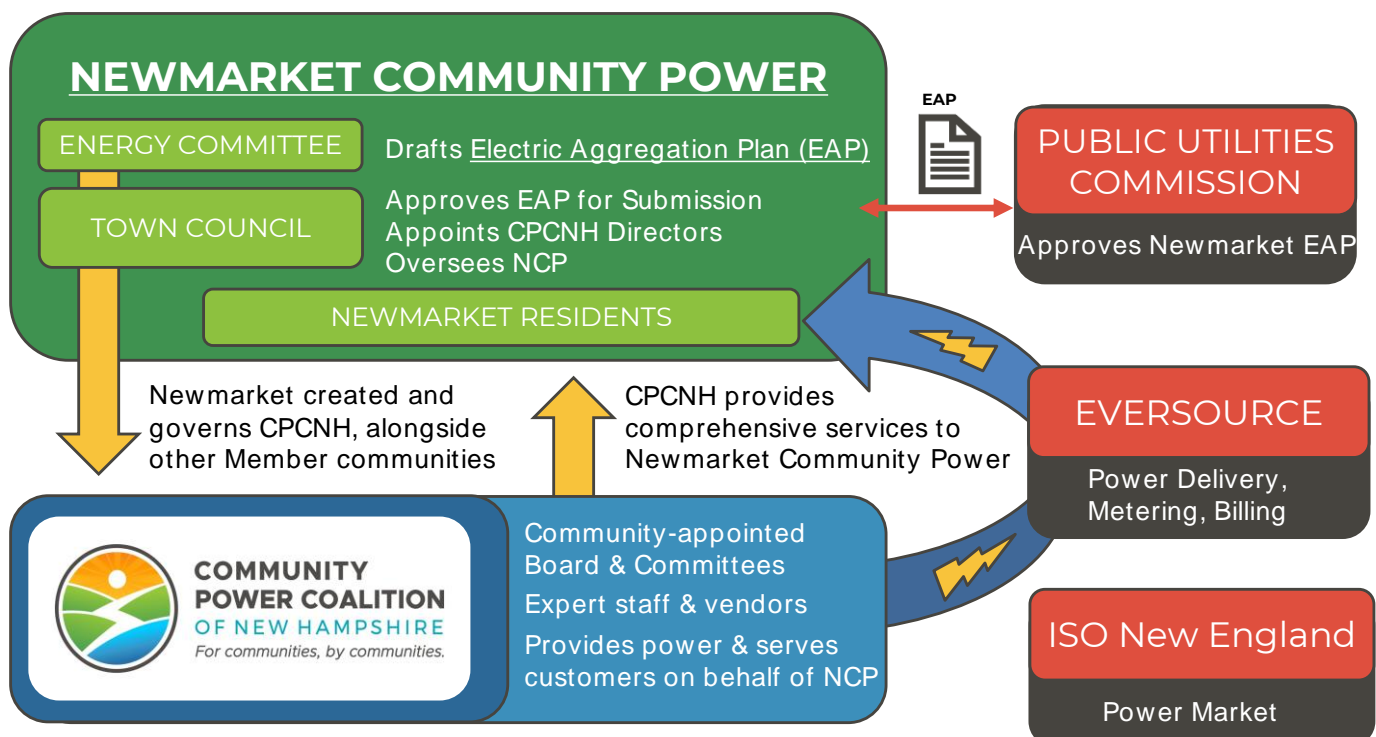 NEWMARKET COMMUNITY POWER
ENERGY COMMITTEE
Drafts Electric Aggregation Plan (EAP)
TOWN COUNCIL
Approves EAP for Submission
Appoints CPCNH Directors
Oversees NCP
NEWMARKET RESIDENTS
EAP
PUBLIC UTILITIES
COMMISSION
Approves Newmarket EAP
Newmarket created and
governs CPCNH, alongside
other Member communities
CPCNH provides
comprehensive services to
Newmarket Community Power
EVERSOURCE
Power Delivery,
Metering, Billing
COMMUNITY
POWER COALITION
OF NEW HAMPSHIRE
For communities, by communities.
Community-appointed
Board & Committees
Expert staff & vendors
Provides power & serves
customers on behalf of NCP
ISO New England
Power Market